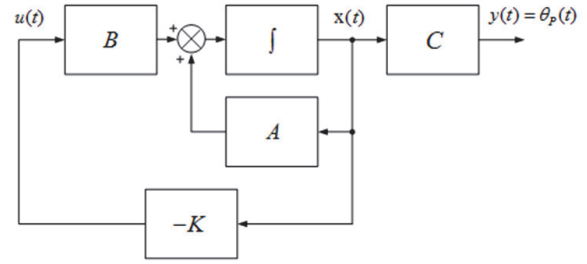 u(t)
B
+
+
∫
x(t)
C
y(t) = θ_P(t)
A
−K